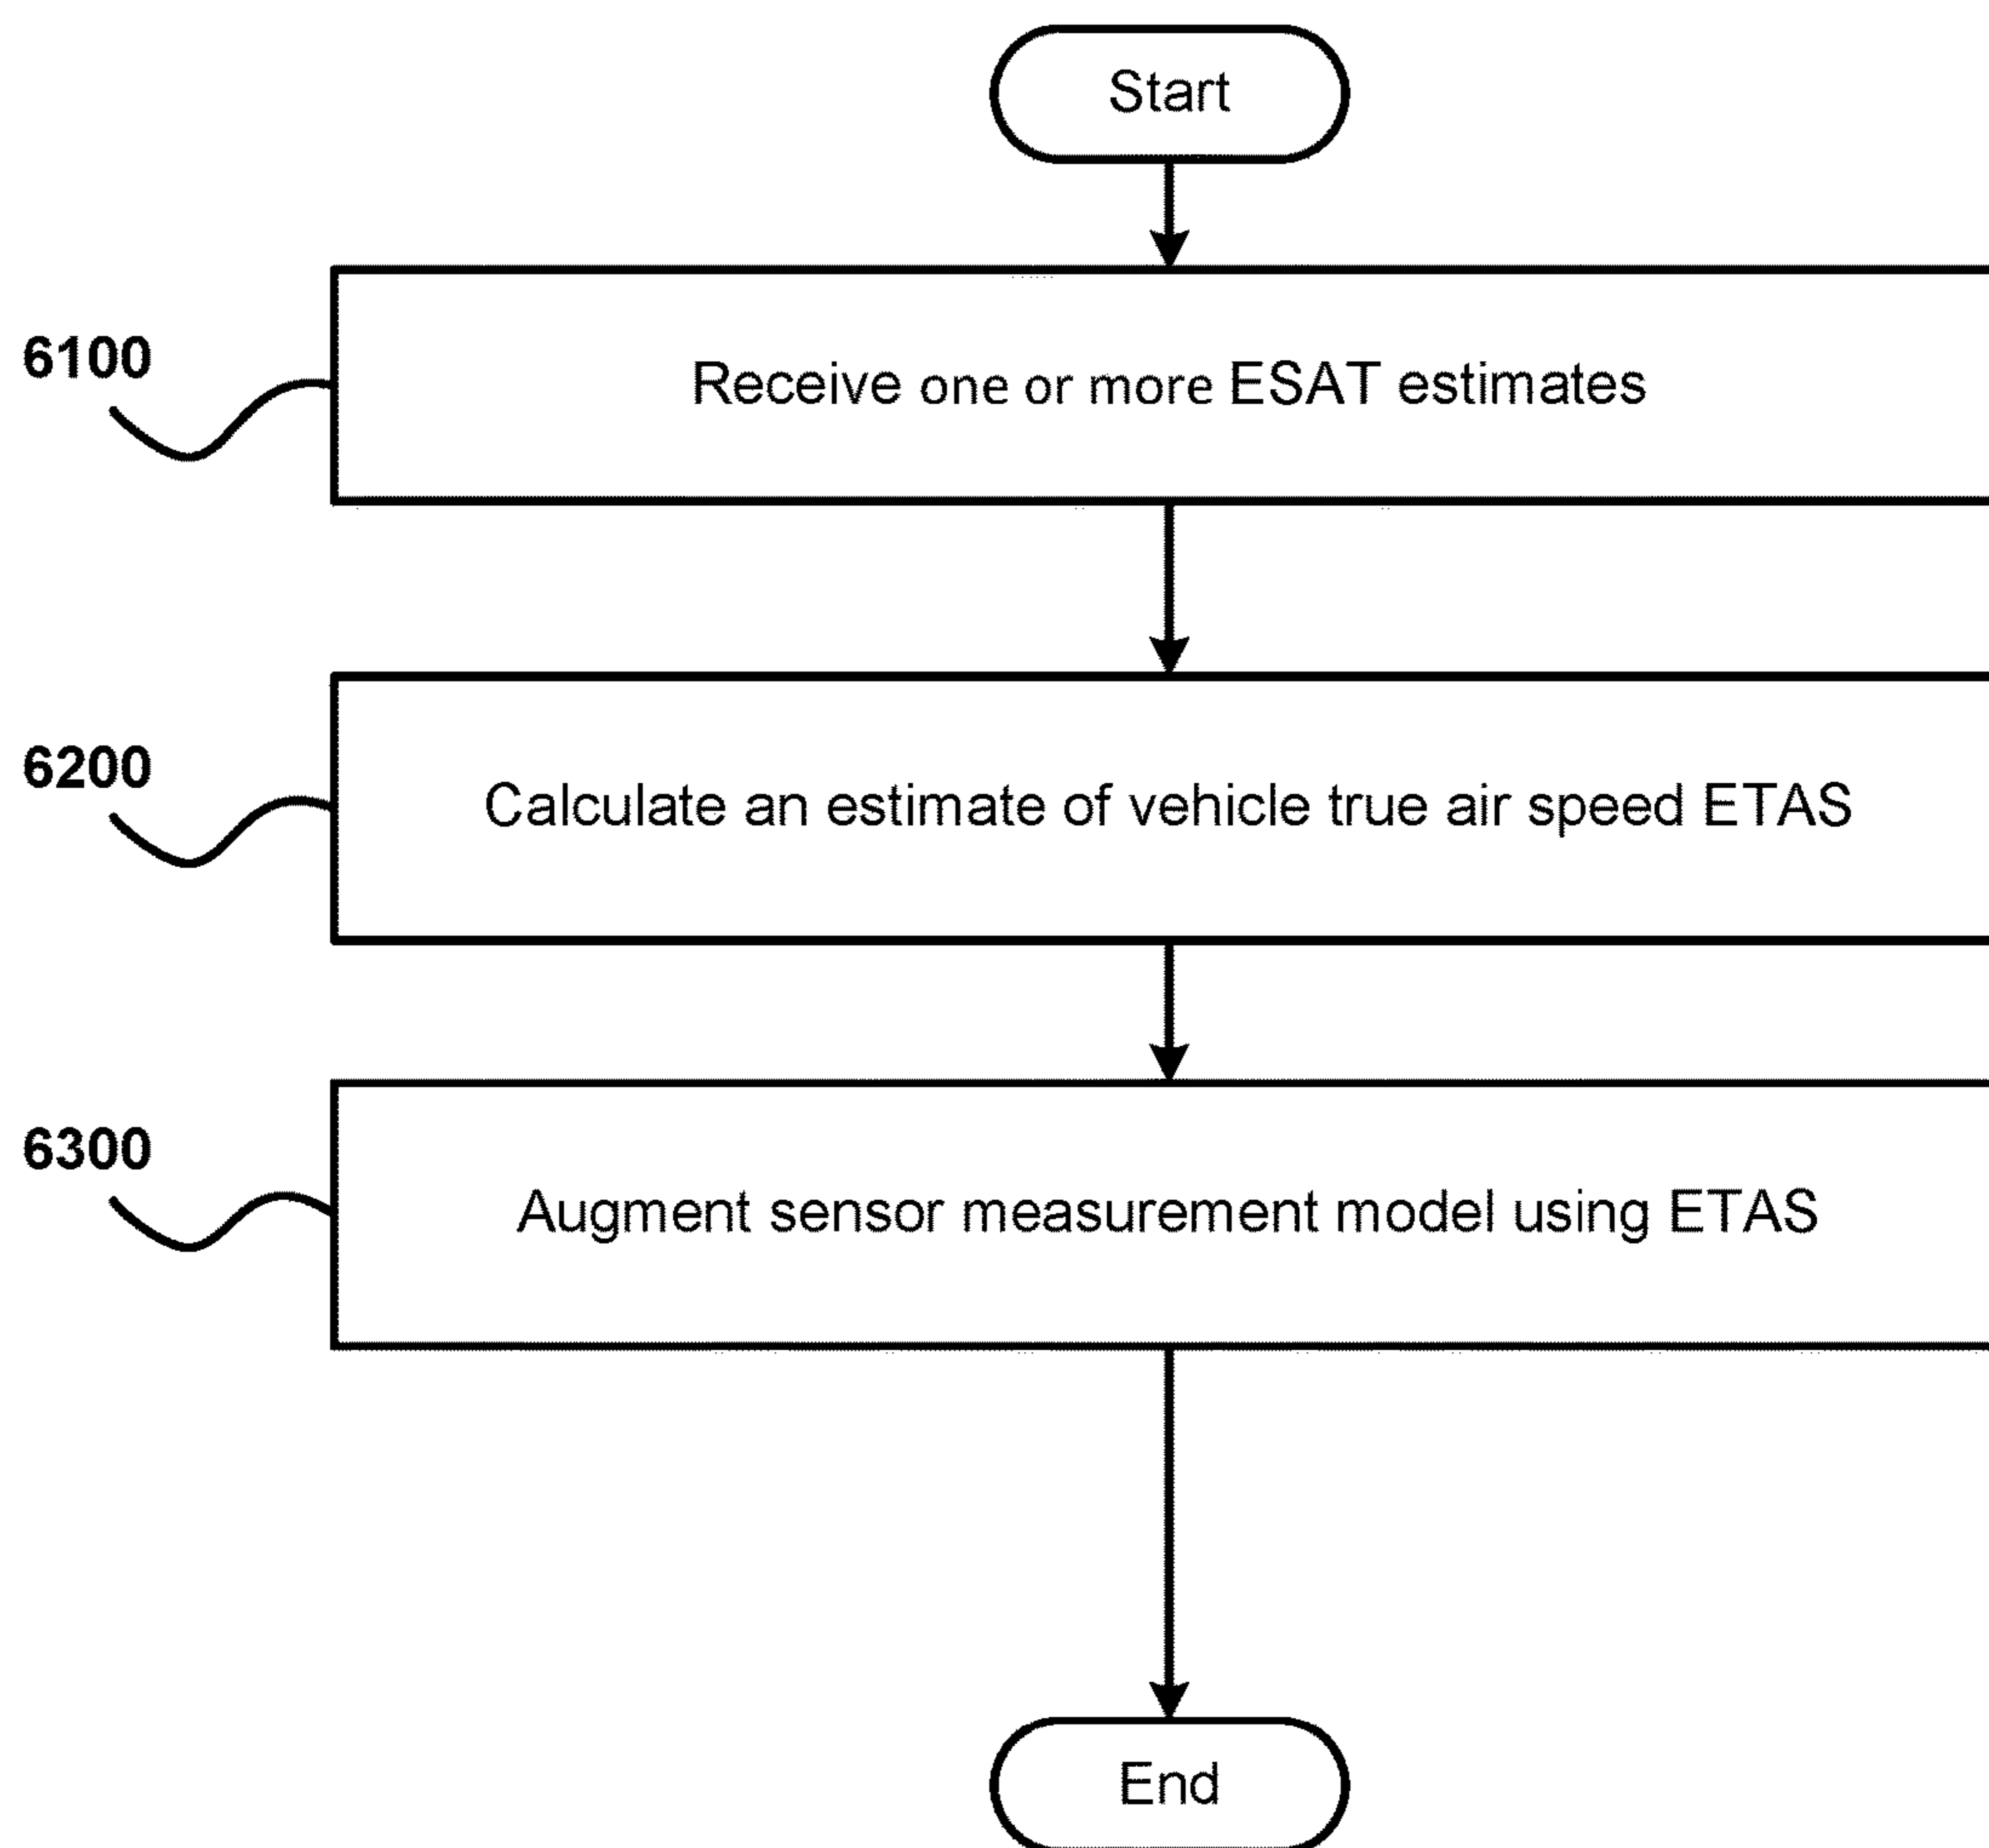 Start
6100
Receive one or more ESAT estimates
6200
Calculate an estimate of vehicle true air speed ETAS
6300
Augment sensor measurement model using ETAS
End